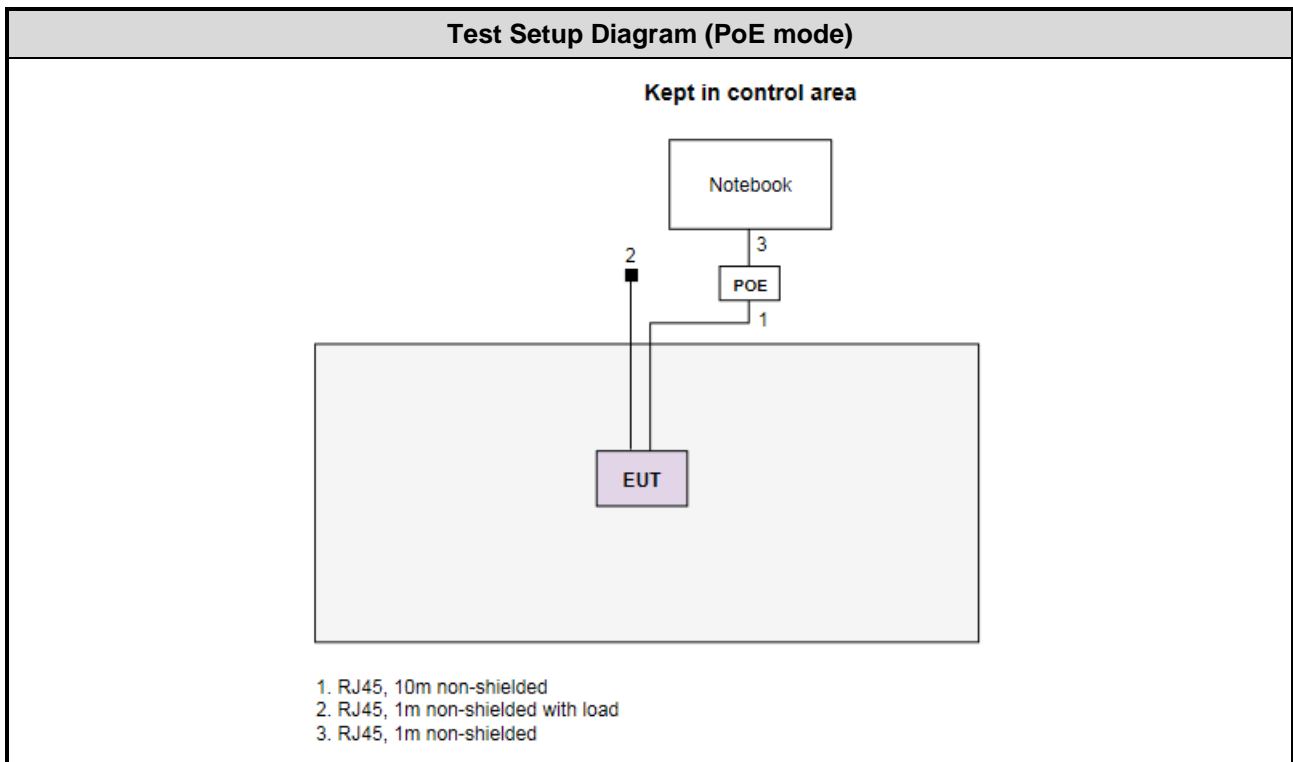 Test Setup Diagram (PoE mode)
Kept in control area
Notebook
3
2
POE
1
EUT
1. RJ45, 10m non-shielded
2. RJ45, 1m non-shielded with load
3. RJ45, 1m non-shielded